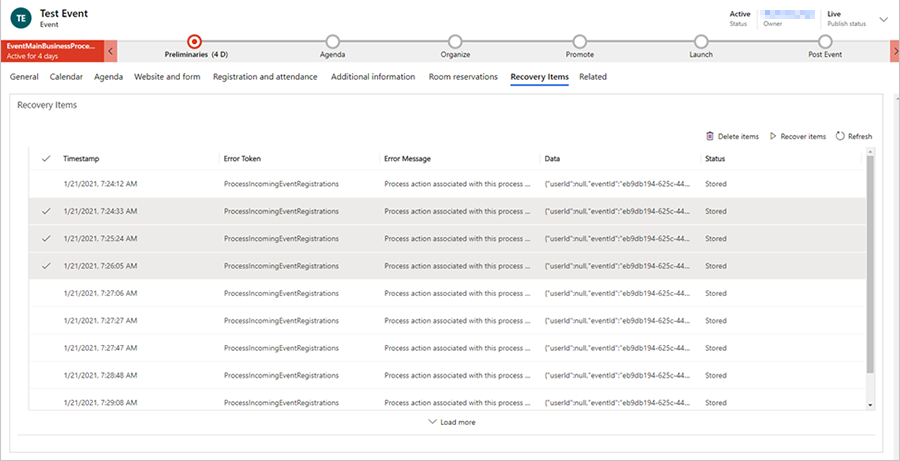 TE
Test Event
Event
Active
Status
Owner
Live
Publish status
EventMainBusinessProce...
Active for 4 days
Preliminaries (4 D)
Agenda
Organize
Promote
Launch
Post Event
General Calendar Agenda Website and form Registration and attendance Additional information Room reservations Recovery Items Related
Recovery Items
Delete items Recover items Refresh
Timestamp Error Token Error Message Data Status
1/21/2021, 7:24:12 AM ProcessIncomingEventRegistrations Process action associated with this process ... {"userId":null,"eventId":"eb9db194-625c-44... Stored
1/21/2021, 7:24:33 AM ProcessIncomingEventRegistrations Process action associated with this process ... {"userId":null,"eventId":"eb9db194-625c-44... Stored
1/21/2021, 7:25:24 AM ProcessIncomingEventRegistrations Process action associated with this process ... {"userId":null,"eventId":"eb9db194-625c-44... Stored
1/21/2021, 7:26:05 AM ProcessIncomingEventRegistrations Process action associated with this process ... {"userId":null,"eventId":"eb9db194-625c-44... Stored
1/21/2021, 7:27:06 AM ProcessIncomingEventRegistrations Process action associated with this process ... {"userId":null,"eventId":"eb9db194-625c-44... Stored
1/21/2021, 7:27:27 AM ProcessIncomingEventRegistrations Process action associated with this process ... {"userId":null,"eventId":"eb9db194-625c-44... Stored
1/21/2021, 7:27:47 AM ProcessIncomingEventRegistrations Process action associated with this process ... {"userId":null,"eventId":"eb9db194-625c-44... Stored
1/21/2021, 7:28:48 AM ProcessIncomingEventRegistrations Process action associated with this process ... {"userId":null,"eventId":"eb9db194-625c-44... Stored
1/21/2021, 7:29:08 AM ProcessIncomingEventRegistrations Process action associated with this process ... {"userId":null,"eventId":"eb9db194-625c-44... Stored
Load more